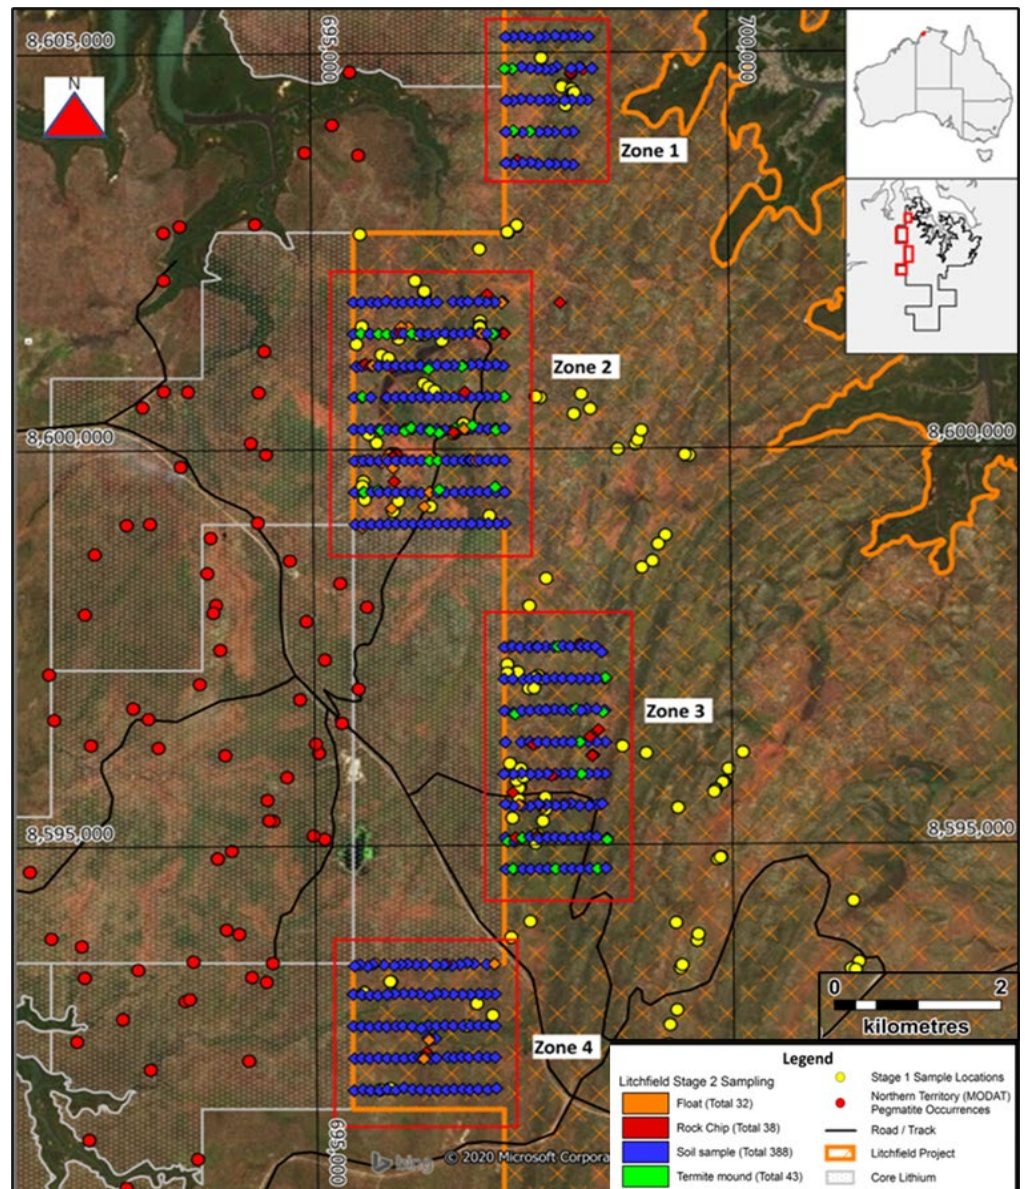 8,605,000
695,000
700,000
N
Zone 1
Zone 2
8,600,000
8,600,000
Zone 3
8,595,000
8,595,000
0 2
kilometres
Zone 4
695,000
bing © 2020 Microsoft Corpora
Legend
Litchfield Stage 2 Sampling
Float (Total 32)
Rock Chip (Total 38)
Soil sample (Total 388)
Termite mound (Total 43)
Stage 1 Sample Locations
Northern Territory (MODAT)
Pegmatite Occurrences
Road / Track
Litchfield Project
Core Lithium